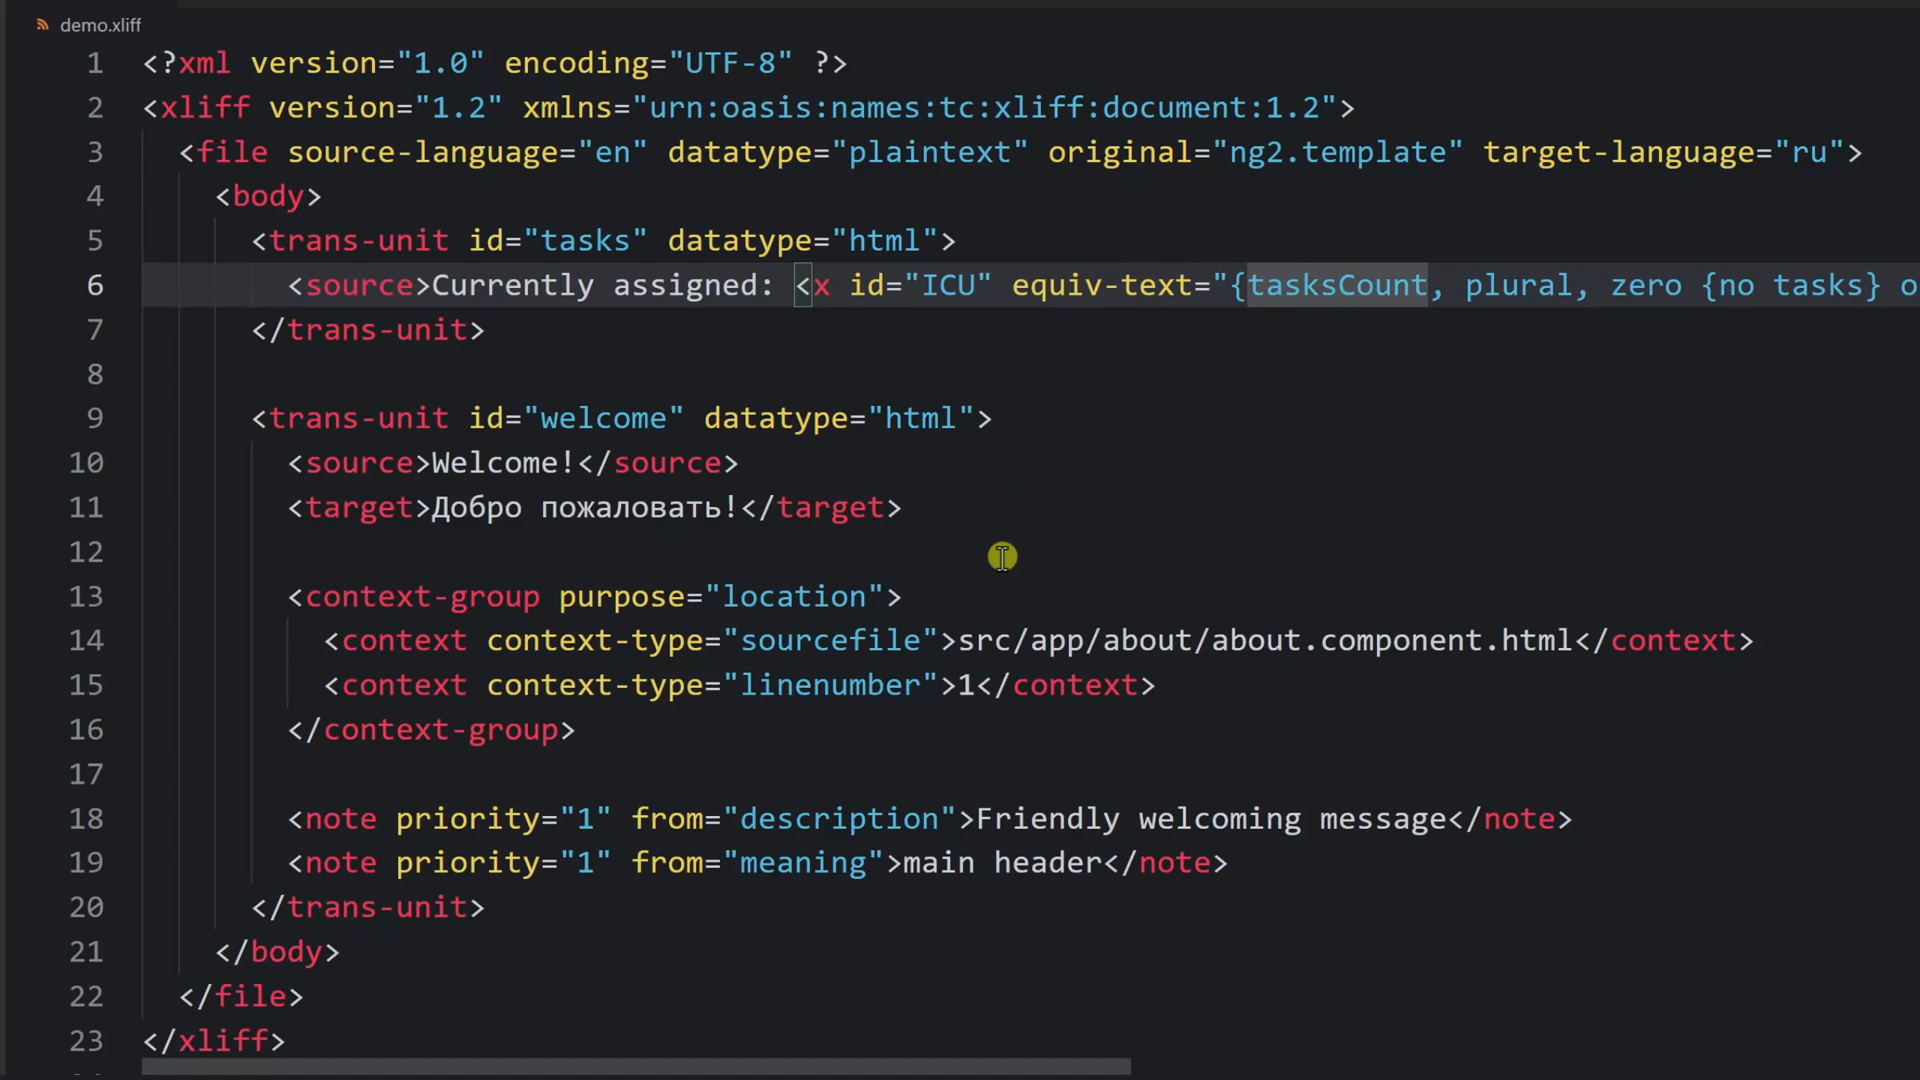 demo.xliff
1 <?xml version="1.0" encoding="UTF-8" ?>
2 <xliff version="1.2" xmlns="urn:oasis:names:tc:xliff:document:1.2">
3 <file source-language="en" datatype="plaintext" original="ng2.template" target-language="ru">
4 <body>
5 <trans-unit id="tasks" datatype="html">
6 <source>Currently assigned: <x id="ICU" equiv-text="{tasksCount, plural, zero {no tasks} o
7 </trans-unit>
8
9 <trans-unit id="welcome" datatype="html">
10 <source>Welcome!</source>
11 <target>Добро пожаловать!</target>
12
13 <context-group purpose="location">
14 <context context-type="sourcefile">src/app/about/about.component.html</context>
15 <context context-type="linenumber">1</context>
16 </context-group>
17
18 <note priority="1" from="description">Friendly welcoming message</note>
19 <note priority="1" from="meaning">main header</note>
20 </trans-unit>
21 </body>
22 </file>
23 </xliff>